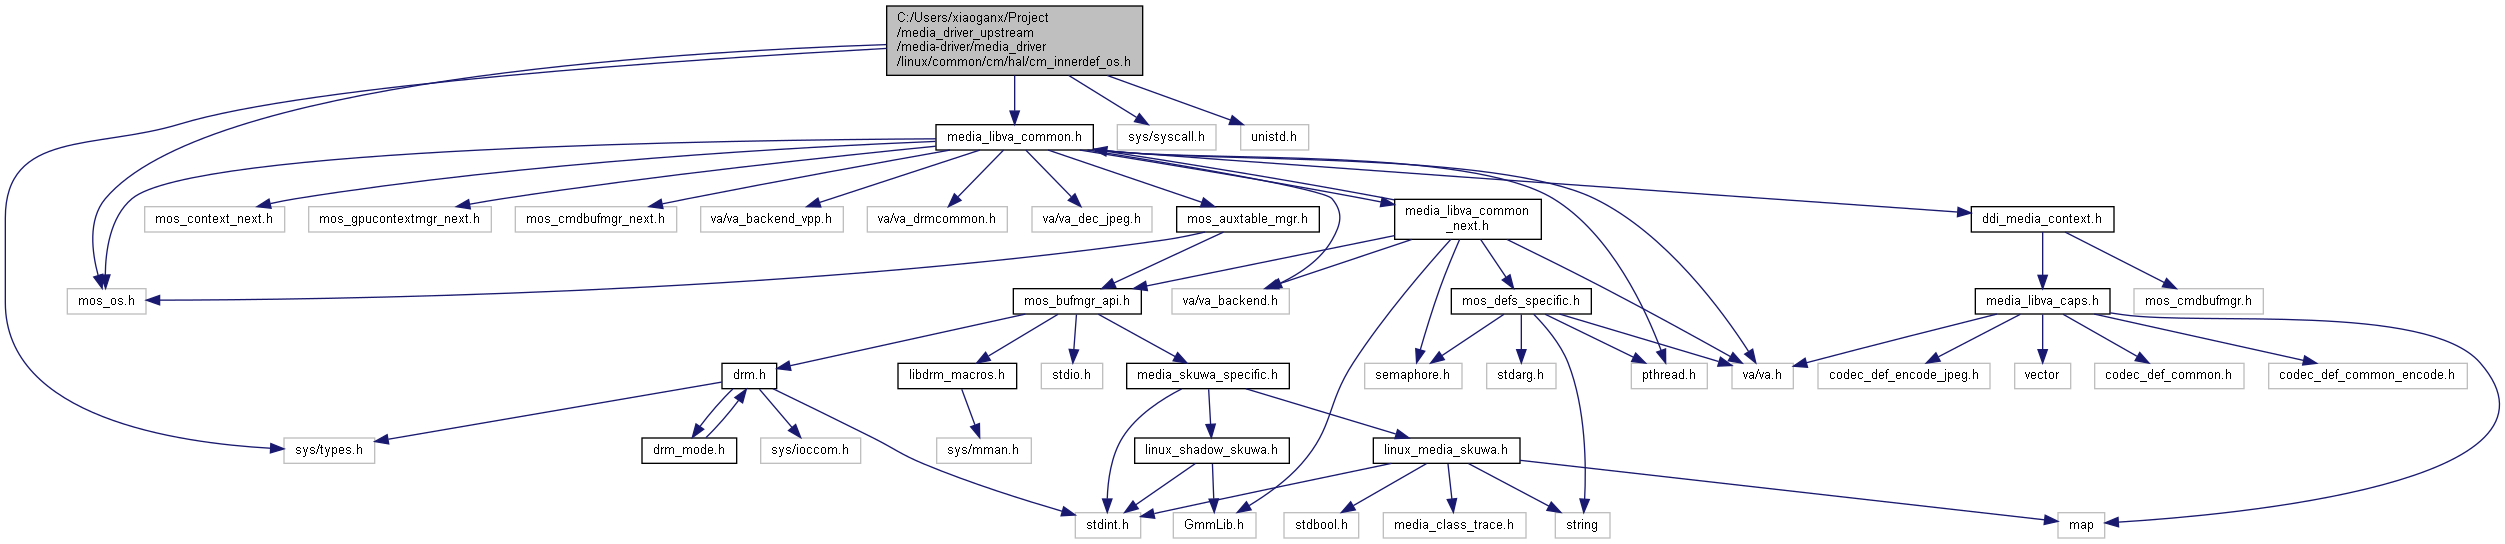 C:/Users/xiaoganx/Project
/media_driver_upstream
/media-driver/media_driver
/linux/common/cm/hal/cm_innerdef_os.h
media_libva_common.h
sys/syscall.h
unistd.h
mos_context_next.h
mos_gpucontextmgr_next.h
mos_cmdbufmgr_next.h
va/va_backend_vpp.h
va/va_drmcommon.h
va/va_dec_jpeg.h
mos_auxtable_mgr.h
media_libva_common
_next.h
ddi_media_context.h
mos_os.h
mos_bufmgr_api.h
va/va_backend.h
mos_defs_specific.h
media_libva_caps.h
mos_cmdbufmgr.h
drm.h
libdrm_macros.h
stdio.h
media_skuwa_specific.h
semaphore.h
stdarg.h
pthread.h
va/va.h
codec_def_encode_jpeg.h
vector
codec_def_common.h
codec_def_common_encode.h
sys/types.h
drm_mode.h
sys/ioccom.h
sys/mman.h
linux_shadow_skuwa.h
linux_media_skuwa.h
stdint.h
GmmLib.h
stdbool.h
media_class_trace.h
string
map